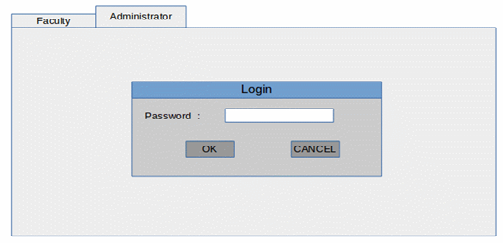 Faculty
Administrator
Login
Password :
OK
CANCEL